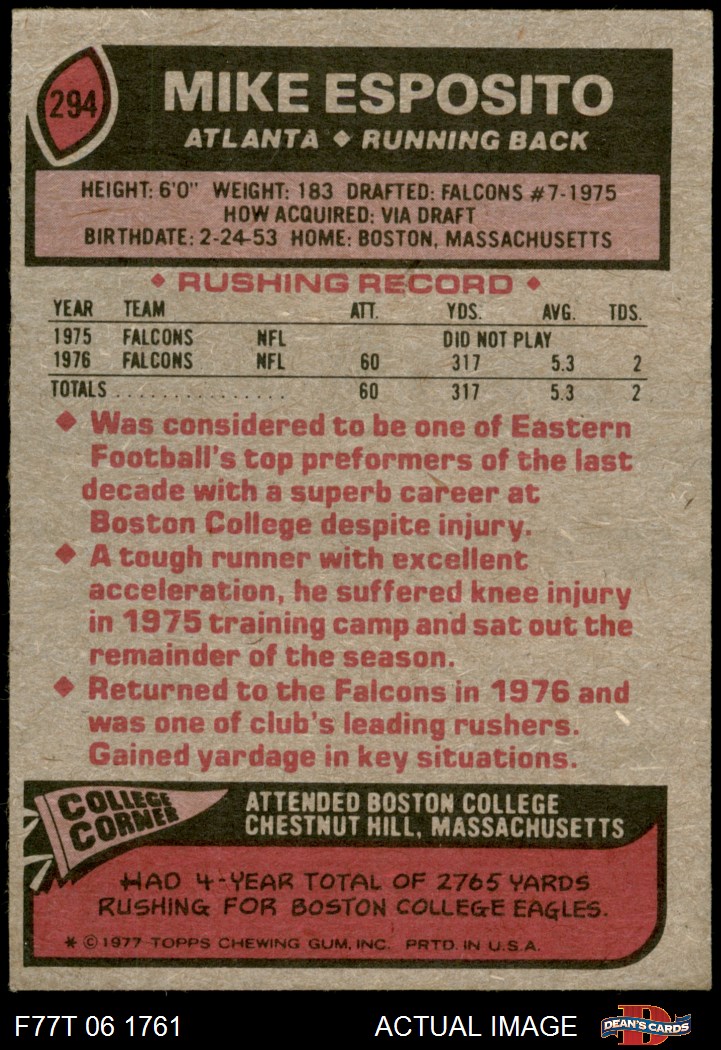 294
MIKE ESPOSITO
ATLANTA ◆ RUNNING BACK
HEIGHT: 6'0" WEIGHT: 183 DRAFTED: FALCONS #7-1975
HOW ACQUIRED: VIA DRAFT
BIRTHDATE: 2-24-53 HOME: BOSTON, MASSACHUSETTS
◆ RUSHING RECORD ◆
YEAR TEAM ATT. YDS. AVG. TDS.
1975 FALCONS NFL DID NOT PLAY
1976 FALCONS NFL 60 317 5.3 2
TOTALS . . . . . . . . . . . . . . . . 60 317 5.3 2
◆ Was considered to be one of Eastern
Football's top preformers of the last
decade with a superb career at
Boston College despite injury.
◆ A tough runner with excellent
acceleration, he suffered knee injury
in 1975 training camp and sat out the
remainder of the season.
◆ Returned to the Falcons in 1976 and
was one of club's leading rushers.
Gained yardage in key situations.
COLLEGE
CORNER
ATTENDED BOSTON COLLEGE
CHESTNUT HILL, MASSACHUSETTS
HAD 4-YEAR TOTAL OF 2765 YARDS
RUSHING FOR BOSTON COLLEGE EAGLES.
* © 1977 TOPPS CHEWING GUM, INC. PRTD. IN U.S.A.
F77T 06 1761 ACTUAL IMAGE D DEAN'S CARDS